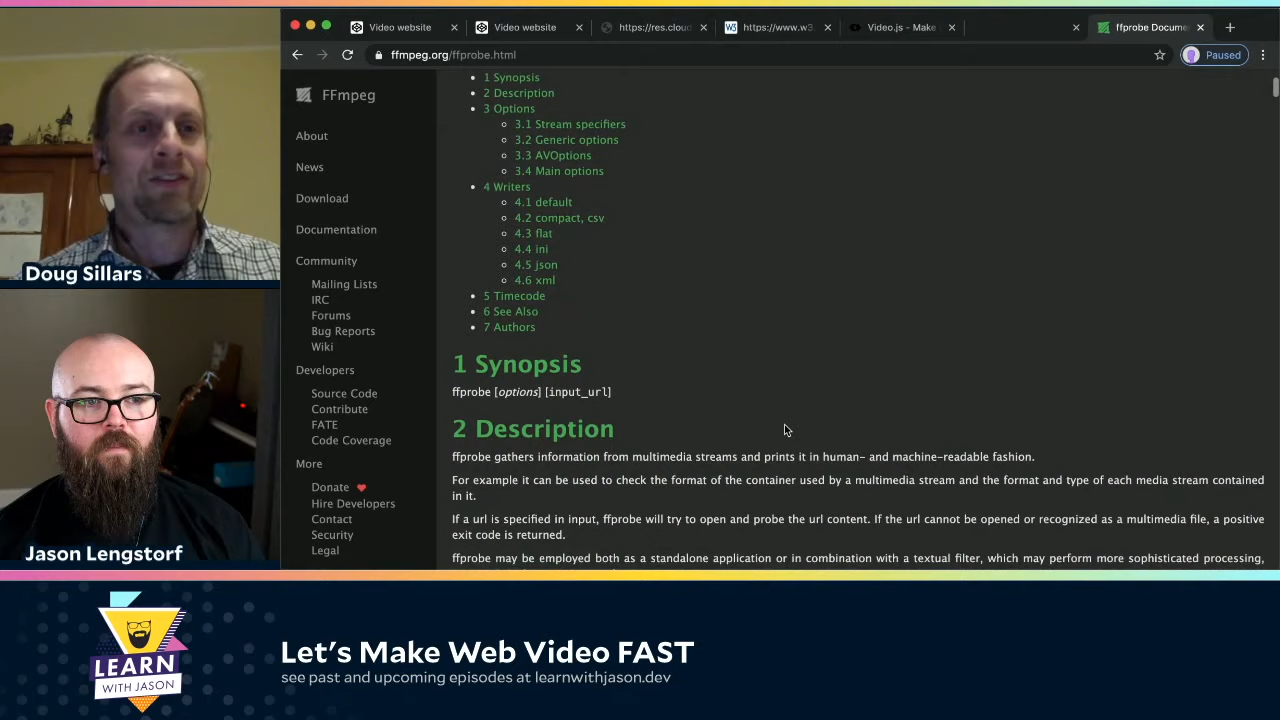 Video website
Video website
https://res.cloud
https://www.w3
Video.js - Make
ffprobe Docume
ffmpeg.org/ffprobe.html
Paused
FFmpeg
About
News
Download
Documentation
Community
Mailing Lists
IRC
Forums
Bug Reports
Wiki
Developers
Source Code
Contribute
FATE
Code Coverage
More
Donate
Hire Developers
Contact
Security
Legal
1 Synopsis
2 Description
3 Options
3.1 Stream specifiers
3.2 Generic options
3.3 AVOptions
3.4 Main options
4 Writers
4.1 default
4.2 compact, csv
4.3 flat
4.4 ini
4.5 json
4.6 xml
5 Timecode
6 See Also
7 Authors
1 Synopsis
ffprobe [options] [input_url]
2 Description
ffprobe gathers information from multimedia streams and prints it in human- and machine-readable fashion.
For example it can be used to check the format of the container used by a multimedia stream and the format and type of each media stream contained
in it.
If a url is specified in input, ffprobe will try to open and probe the url content. If the url cannot be opened or recognized as a multimedia file, a positive
exit code is returned.
ffprobe may be employed both as a standalone application or in combination with a textual filter, which may perform more sophisticated processing,
Doug Sillars
Jason Lengstorf
LEARN
WITH JASON
Let's Make Web Video FAST
see past and upcoming episodes at learnwithjason.dev